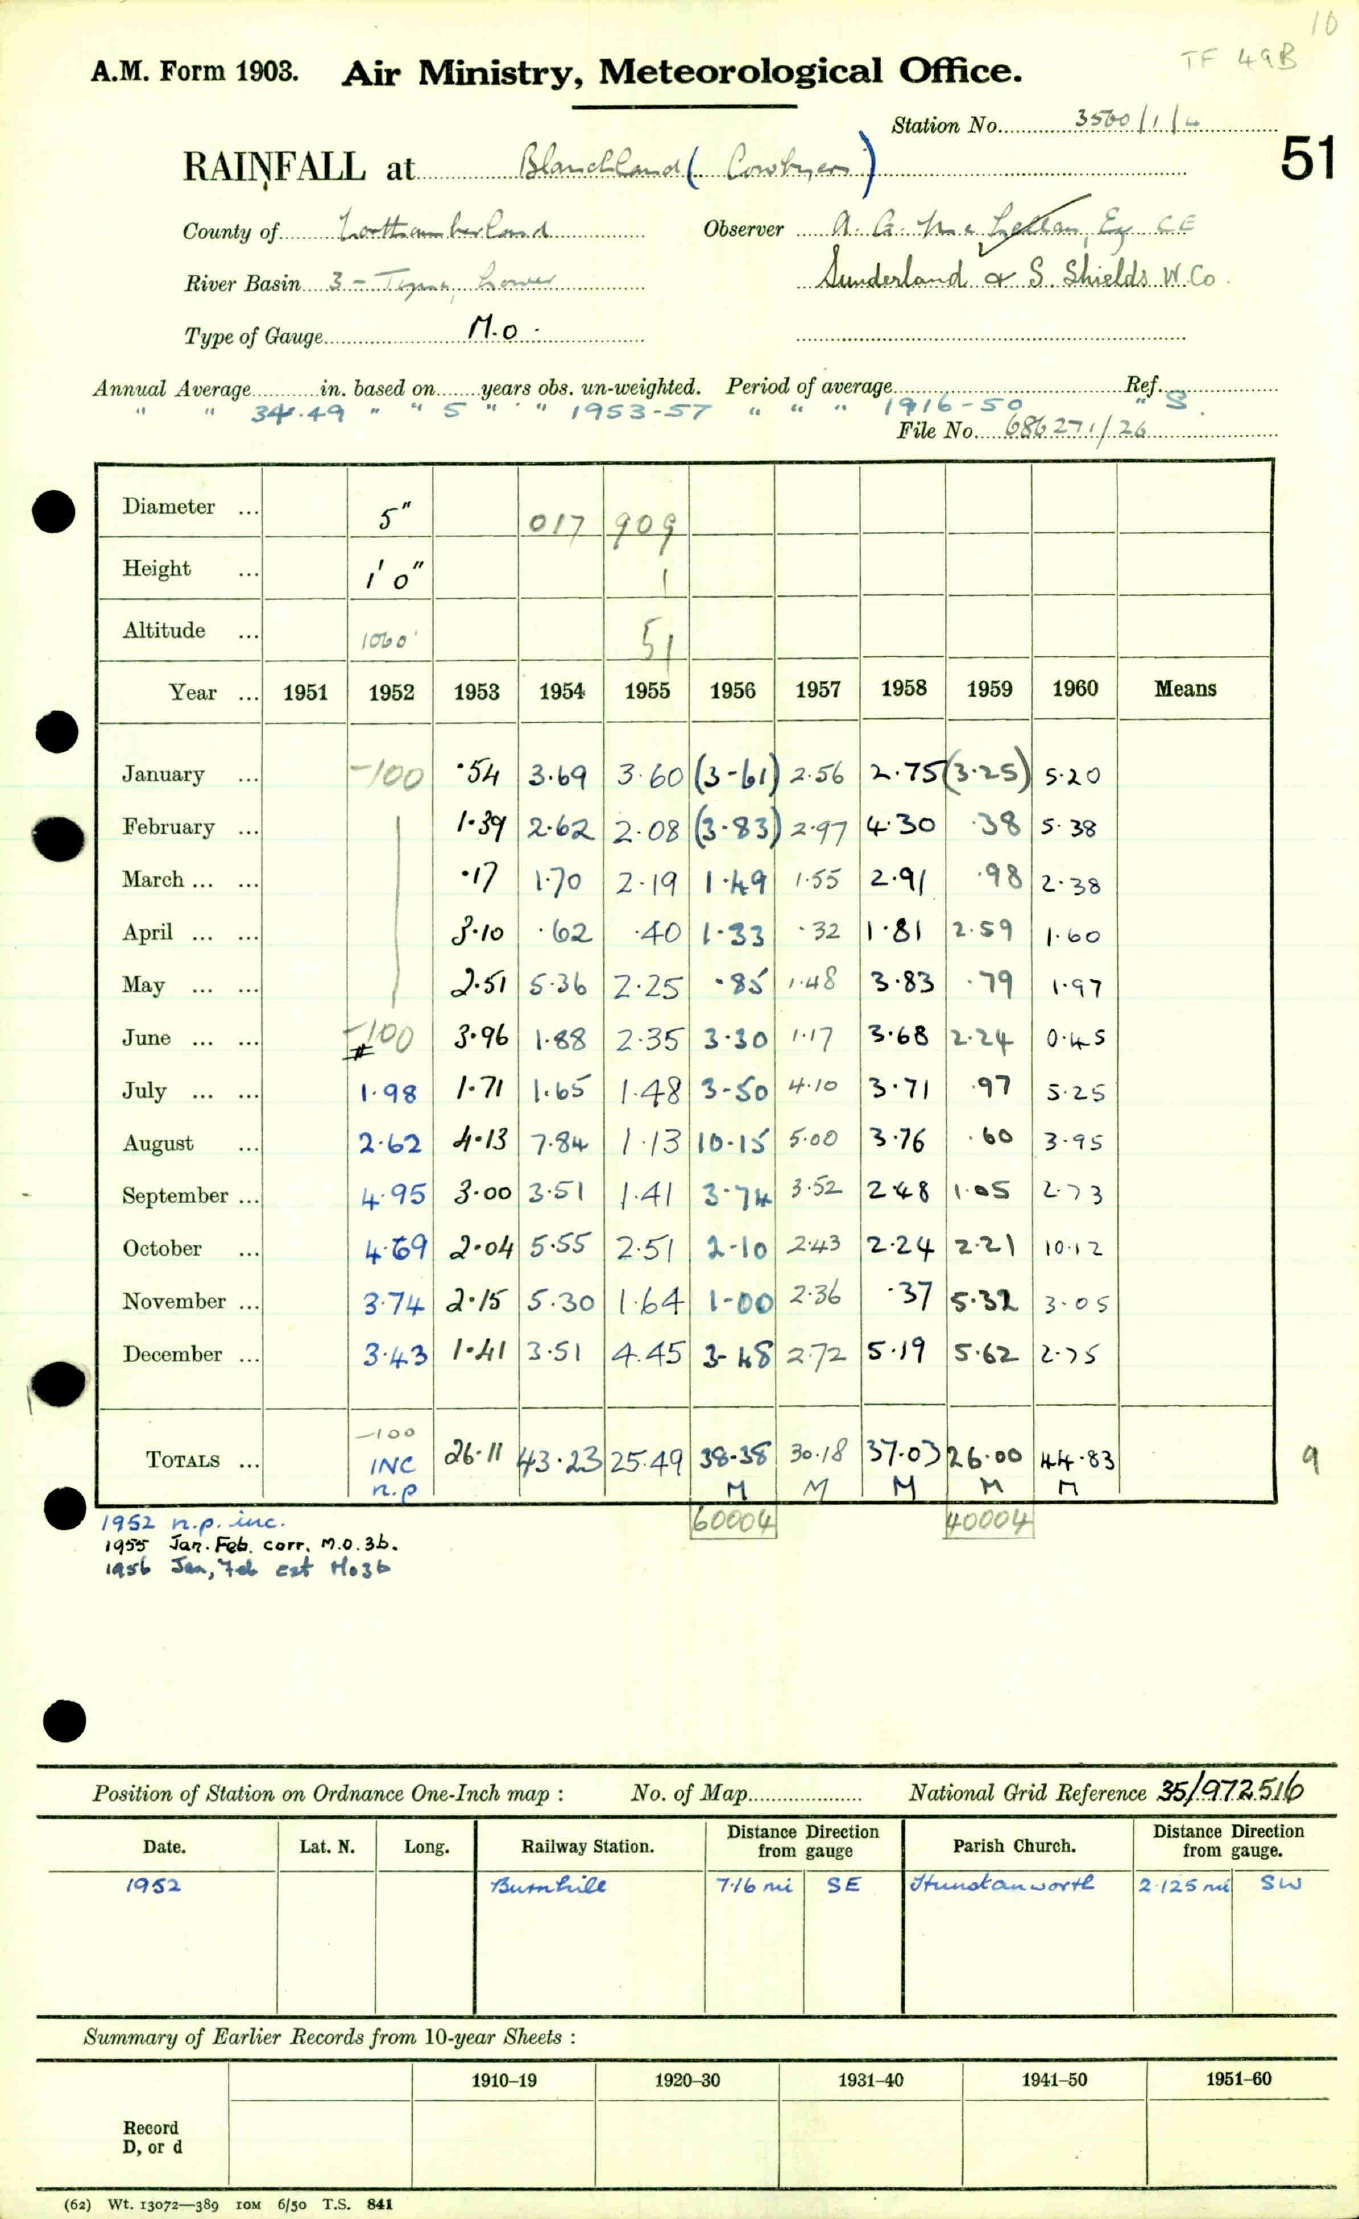 10
TF 49B
A.M. Form 1903. Air Ministry, Meteorological Office.
Station No. 3560/1/4
51
RAINFALL at Blanchland (Cowbyers)
County of Northumberland Observer A. G. Mc Lellan, Esq CE
River Basin 3 - Tyne, Lower Sunderland & S. Shields W. Co.
Type of Gauge M.O.
Annual Average in. based on years obs. un-weighted. Period of average Ref.
" " 34.49 " " 5 " " 1953-57 " " " 1916-50 " S.
File No. 686271/26
Diameter ... 5" 017 909
Height ... 1' 0" 1
Altitude ... 1060' 51
Year ... 1951 1952 1953 1954 1955 1956 1957 1958 1959 1960 Means
January ... -100 .54 3.69 3.60 (3-61) 2.56 2.75 (3.25) 5.20
February ... 1.39 2.62 2.08 (3.83) 2.97 4.30 .38 5.38
March ... ... .17 1.70 2.19 1.49 1.55 2.91 .98 2.38
April ... ... 3.10 .62 .40 1.33 .32 1.81 2.59 1.60
May ... ... 2.51 5.36 2.25 .85 1.48 3.83 .79 1.97
June ... ... -100 3.96 1.88 2.35 3.30 1.17 3.68 2.24 0.45
July ... ... 1.98 1.71 1.65 1.48 3-50 4.10 3.71 .97 5.25
August ... 2.62 4.13 7.84 1.13 10.15 5.00 3.76 .60 3.95
September ... 4.95 3.00 3.51 1.41 3.74 3.52 2.48 1.05 2.73
October ... 4.69 2.04 5.55 2.51 2-10 2.43 2.24 2.21 10.12
November ... 3.74 2.15 5.30 1.64 1-00 2.36 .37 5.32 3.05
December ... 3.43 1.41 3.51 4.45 3-48 2.72 5.19 5.62 2.75
-100
TOTALS ... INC 26.11 43.23 25.49 38.38 30.18 37.03 26.00 44.83 9
n.p M M M M M
1952 n.p. inc. 60004 40004
1955 Jan. Feb. corr. M.O.3b.
1956 Jan, Feb est Mo3b
Position of Station on Ordnance One-Inch map : No. of Map National Grid Reference 35/972516
Date. Lat. N. Long. Railway Station. Distance from Direction gauge Parish Church. Distance from Direction gauge.
1952 Burnhill 7.16 mi SE Hunstanworth 2.125 mi SW
Summary of Earlier Records from 10-year Sheets :
1910–19 1920–30 1931–40 1941–50 1951–60
Record
D, or d
(62) Wt. 13072—389 10M 6/50 T.S. 841